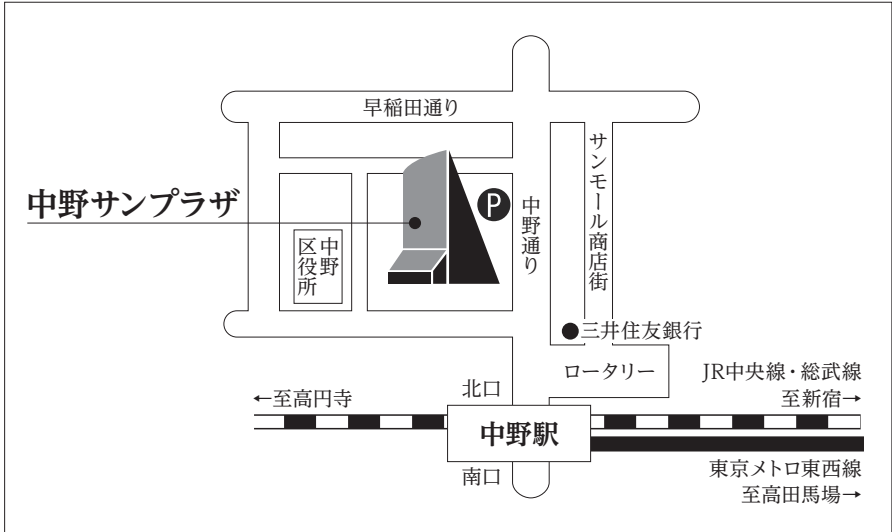 早稲田通り
中野サンプラザ
P
中野通り
サンモール商店街
中野
区役所
三井住友銀行
ロータリー
JR中央線・総武線
至新宿→
北口
←至高円寺
中野駅
南口
東京メトロ東西線
至高田馬場→